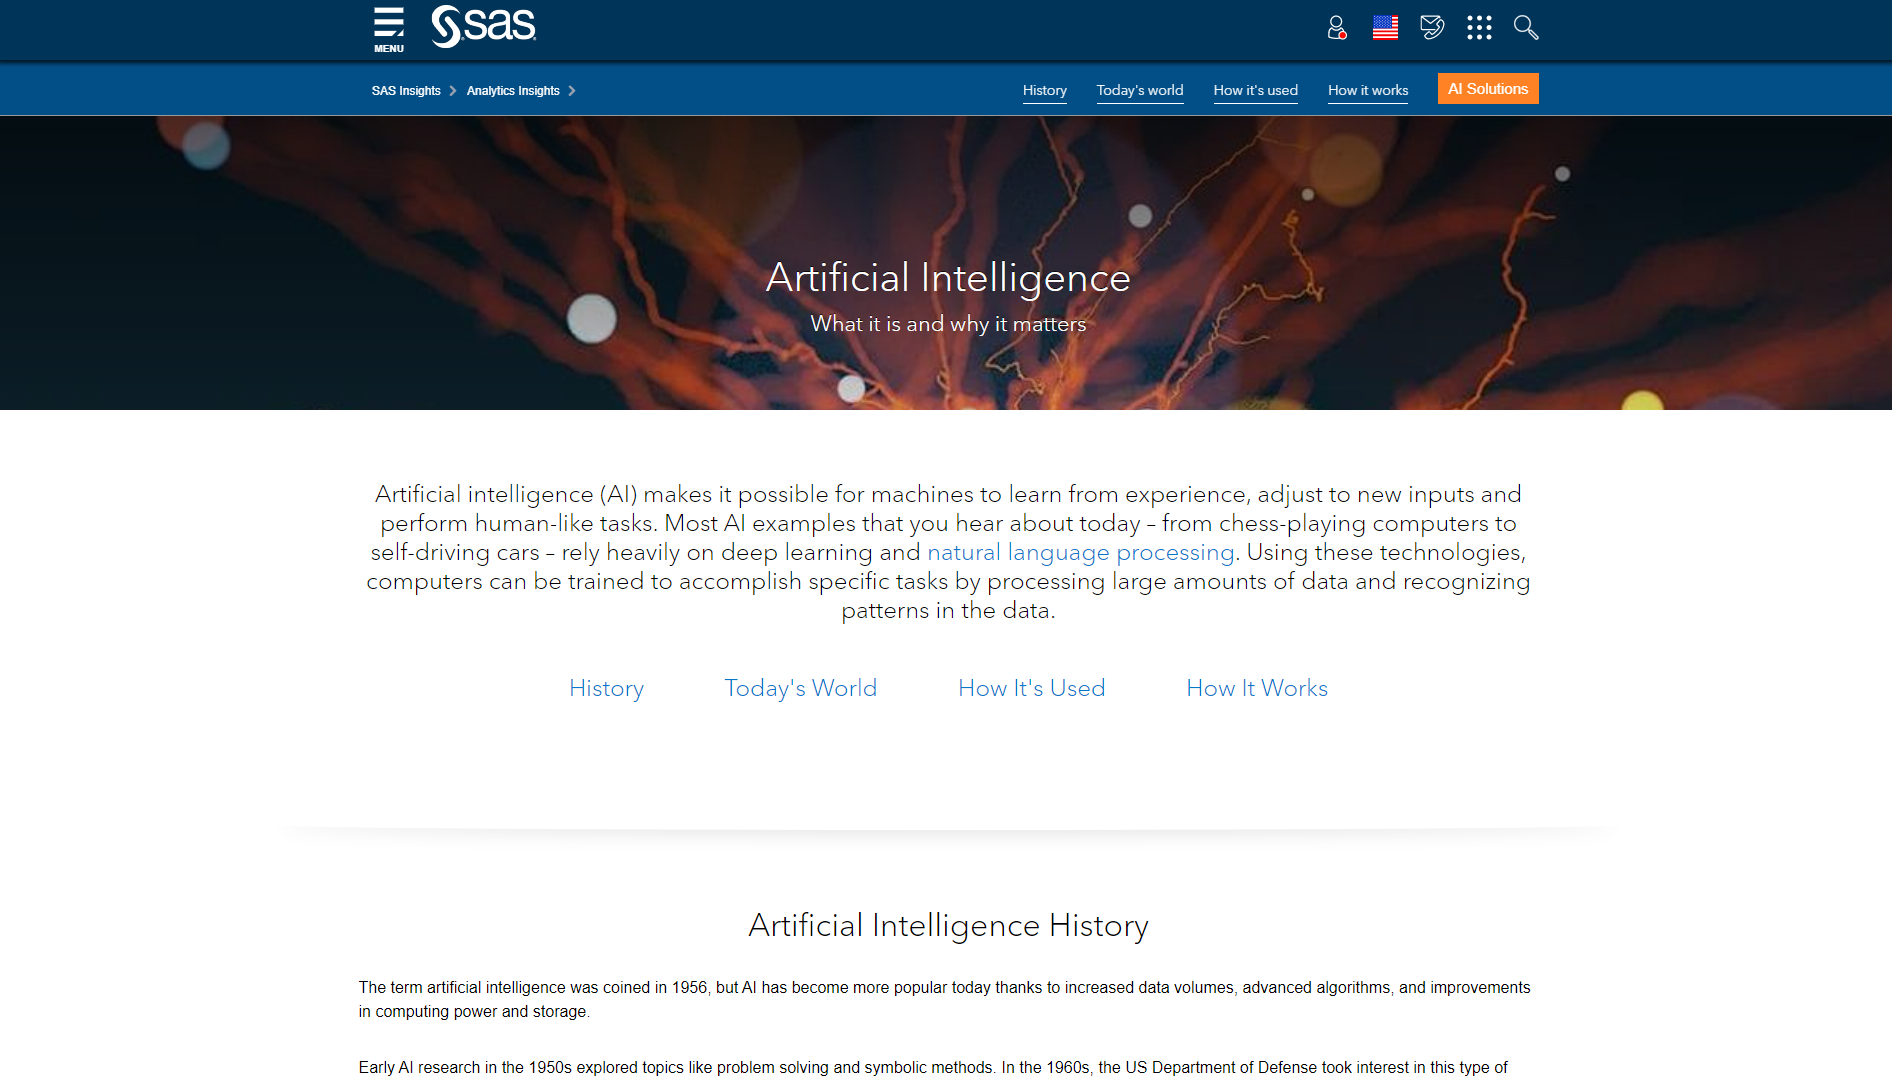 MENU
sas
SAS Insights
Analytics Insights
History
Today's world
How it's used
How it works
AI Solutions
Artificial Intelligence
What it is and why it matters
Artificial intelligence (AI) makes it possible for machines to learn from experience, adjust to new inputs and
perform human-like tasks. Most AI examples that you hear about today – from chess-playing computers to
self-driving cars – rely heavily on deep learning and natural language processing. Using these technologies,
computers can be trained to accomplish specific tasks by processing large amounts of data and recognizing
patterns in the data.
History
Today's World
How It's Used
How It Works
Artificial Intelligence History
The term artificial intelligence was coined in 1956, but AI has become more popular today thanks to increased data volumes, advanced algorithms, and improvements
in computing power and storage.
Early AI research in the 1950s explored topics like problem solving and symbolic methods. In the 1960s, the US Department of Defense took interest in this type of